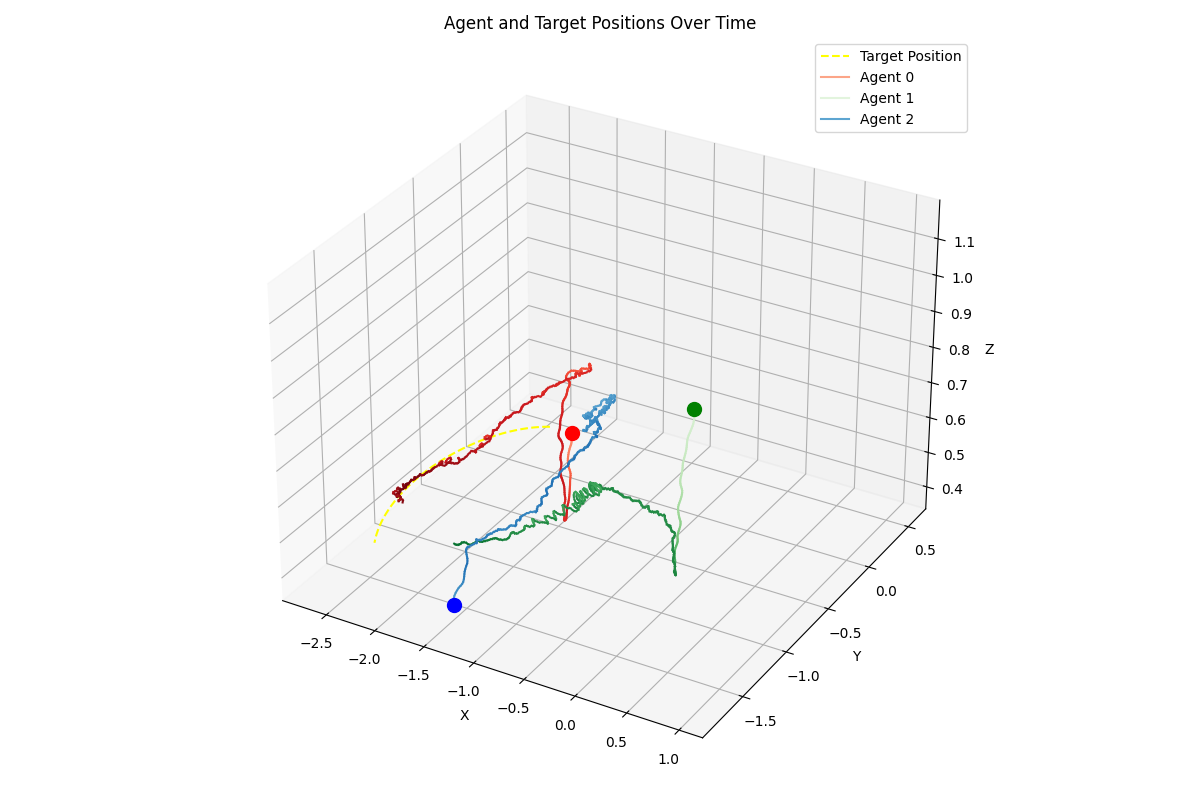 Agent and Target Positions Over Time
Target Position
Agent 0
Agent 1
Agent 2
1.1
1.0
0.9
0.8
0.7
0.6
0.5
0.4
Z
0.5
0.0
−0.5
−1.0
−1.5
Y
−2.5
−2.0
−1.5
−1.0
−0.5
0.0
0.5
1.0
X